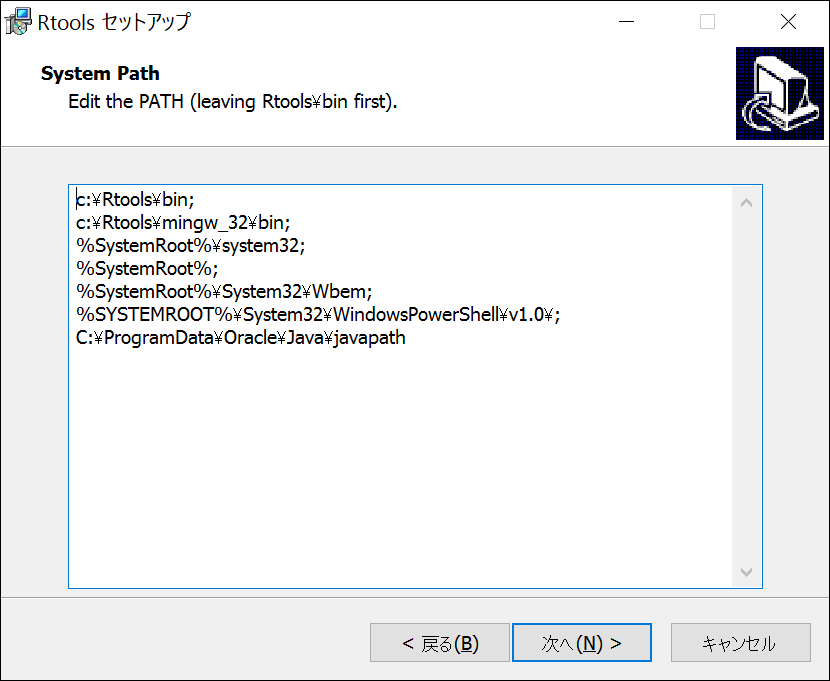 Rtools セットアップ
System Path
Edit the PATH (leaving Rtools¥bin first).
c:¥Rtools¥bin;
c:¥Rtools¥mingw_32¥bin;
%SystemRoot%¥system32;
%SystemRoot%;
%SystemRoot%¥System32¥Wbem;
%SYSTEMROOT%¥System32¥WindowsPowerShell¥v1.0¥;
C:¥ProgramData¥Oracle¥Java¥javapath
< 戻る(B) 次へ(N) > キャンセル